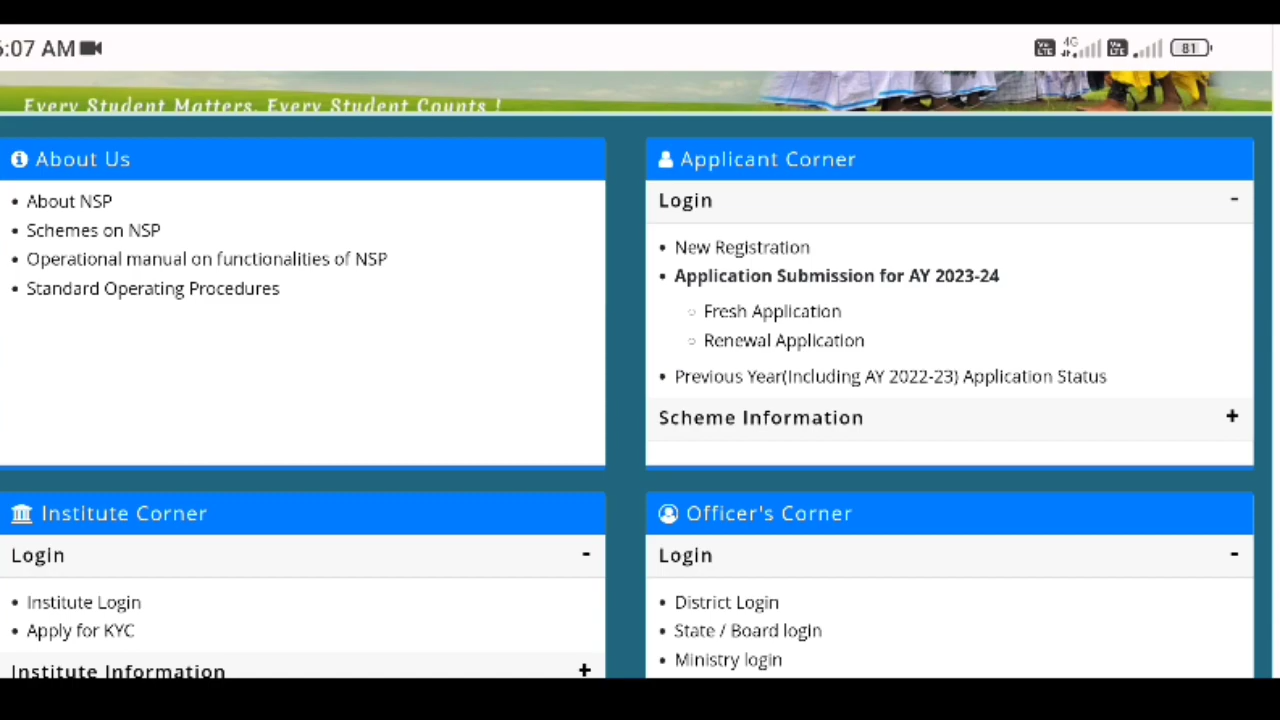 :07 AM
4G
81
Every Student Matters, Every Student Counts !
About Us
About NSP
Schemes on NSP
Operational manual on functionalities of NSP
Standard Operating Procedures
Applicant Corner
Login -
New Registration
Application Submission for AY 2023-24
Fresh Application
Renewal Application
Previous Year(Including AY 2022-23) Application Status
Scheme Information +
Institute Corner
Login -
Institute Login
Apply for KYC
Institute Information +
Officer's Corner
Login -
District Login
State / Board login
Ministry login